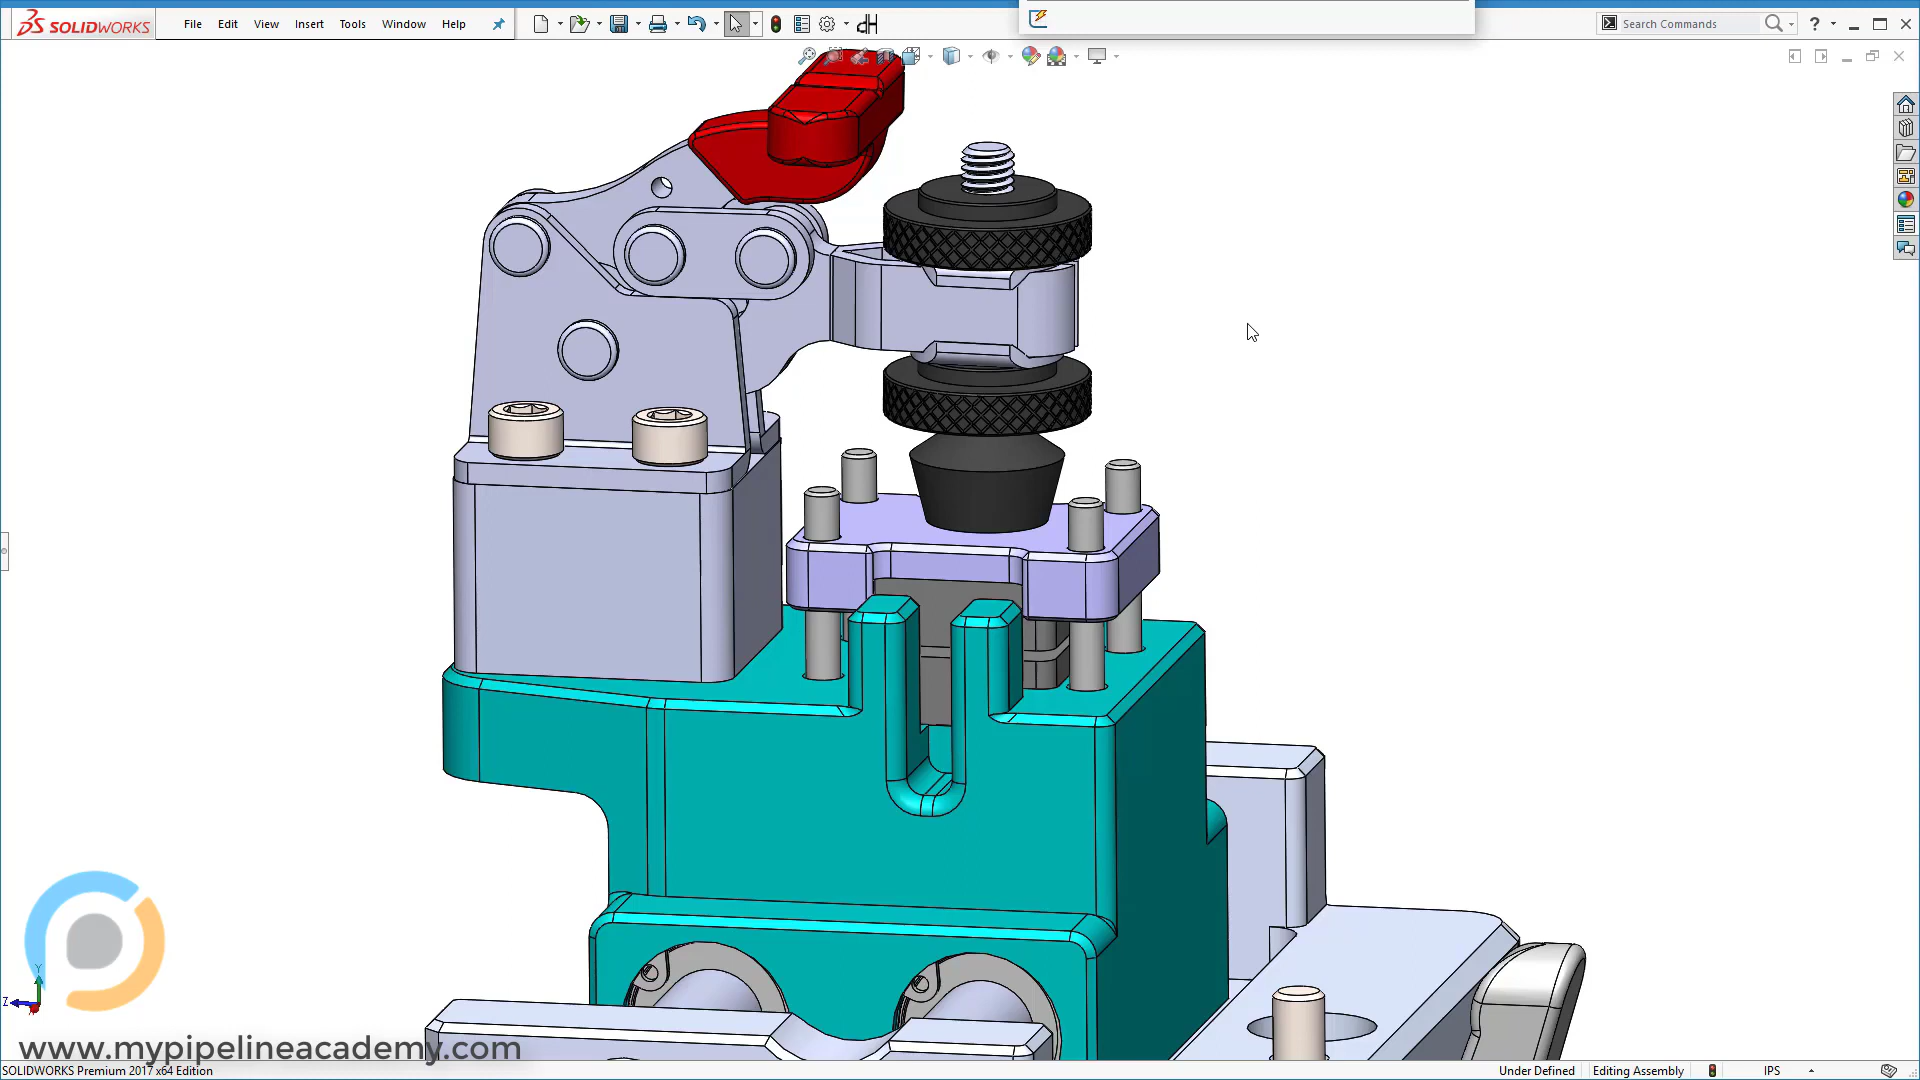 SOLIDWORKS
File Edit View Insert Tools Window Help
Search Commands
?
Y
Z
www.mypipelineacademy.com
SOLIDWORKS Premium 2017 x64 Edition
Under Defined
Editing Assembly
IPS